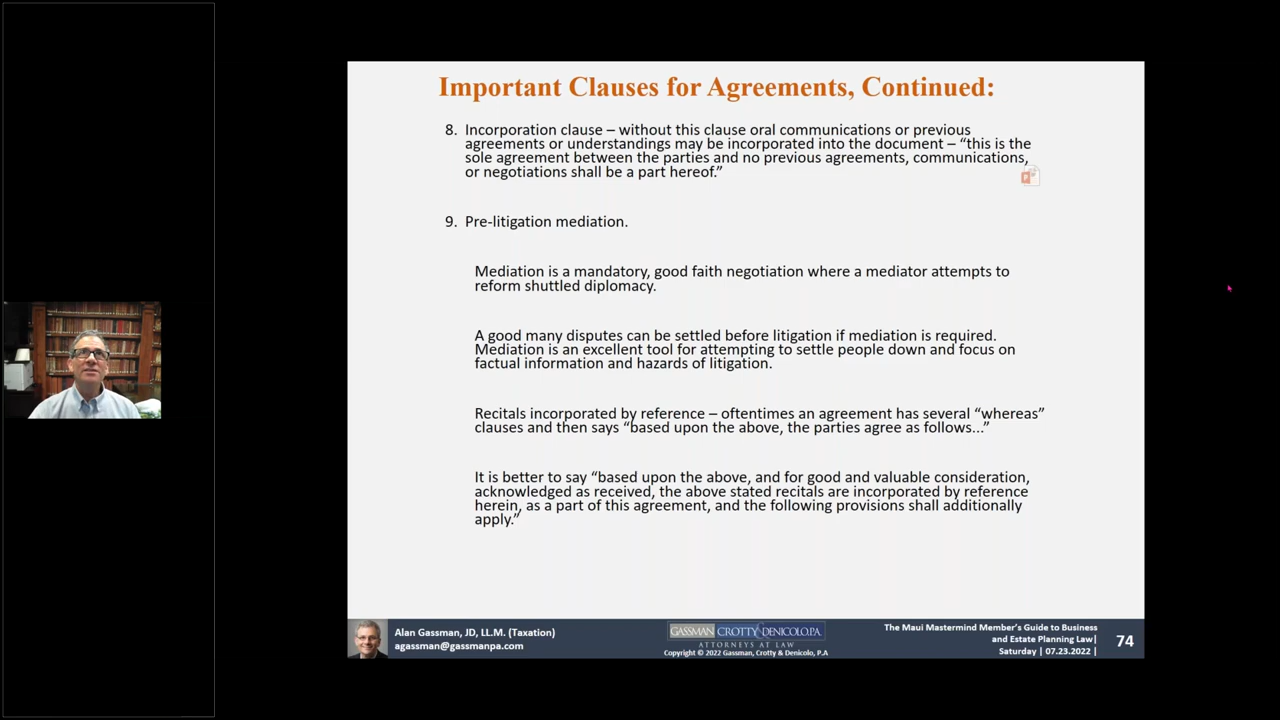 Important Clauses for Agreements, Continued:
8. Incorporation clause – without this clause oral communications or previous
agreements or understandings may be incorporated into the document – “this is the
sole agreement between the parties and no previous agreements, communications,
or negotiations shall be a part hereof.”
9. Pre-litigation mediation.
Mediation is a mandatory, good faith negotiation where a mediator attempts to
reform shuttled diplomacy.
A good many disputes can be settled before litigation if mediation is required.
Mediation is an excellent tool for attempting to settle people down and focus on
factual information and hazards of litigation.
Recitals incorporated by reference – oftentimes an agreement has several “whereas”
clauses and then says “based upon the above, the parties agree as follows...”
It is better to say “based upon the above, and for good and valuable consideration,
acknowledged as received, the above stated recitals are incorporated by reference
herein, as a part of this agreement, and the following provisions shall additionally
apply.”
Alan Gassman, JD, LL.M. (Taxation)
agassman@gassmanpa.com
GASSMAN CROTTY & DENICOLO, P.A.
ATTORNEYS AT LAW
Copyright © 2022 Gassman, Crotty & Denicolo, P.A
The Maui Mastermind Member’s Guide to Business
and Estate Planning Law|
Saturday | 07.23.2022 |
74